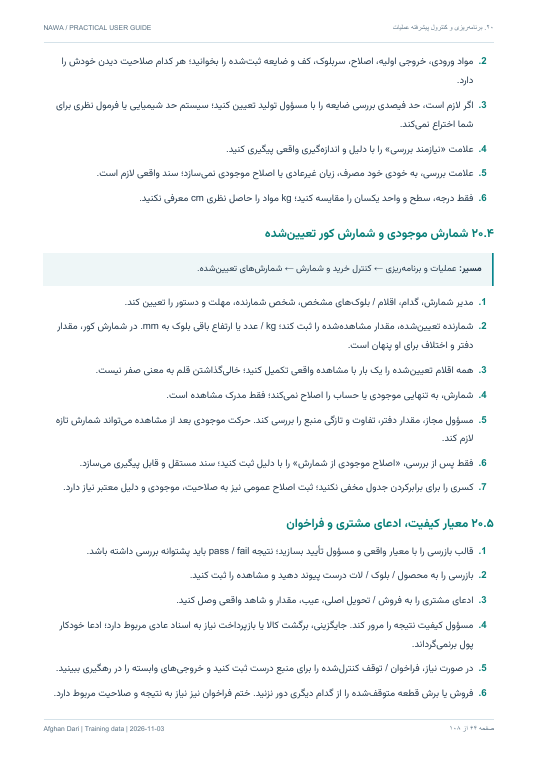 NAWA / PRACTICAL USER GUIDE
۲۰. برنامه‌ریزی و کنترول پیشرفته عملیات
2. مواد ورودی، خروجی اولیه، اصلاح، سربلوک، کف و ضایعه ثبت‌شده را بخوانید؛ هر کدام صلاحیت دیدن خودش را
دارد.
3. اگر لازم است، حد فیصدی بررسی ضایعه را با مسؤول تولید تعیین کنید؛ سیستم حد شیمیایی یا فرمول نظری برای
شما اختراع نمی‌کند.
4. علامت «نیازمند بررسی» را با دلیل و اندازه‌گیری واقعی پیگیری کنید.
5. علامت بررسی، به خودی خود مصرف، زیان غیرعادی یا اصلاح موجودی نمی‌سازد؛ سند واقعی لازم است.
6. فقط درجه، سطح و واحد یکسان را مقایسه کنید؛ kg مواد را حاصل نظری cm معرفی نکنید.
۲۰.۴ شمارش موجودی و شمارش کور تعیین‌شده
مسیر: عملیات و برنامه‌ریزی ← کنترل خرید و شمارش ← شمارش‌های تعیین‌شده.
1. مدیر شمارش، گدام، اقلام / بلوک‌های مشخص، شخص شمارنده، مهلت و دستور را تعیین کند.
2. شمارنده تعیین‌شده، مقدار مشاهده‌شده را ثبت کند؛ kg / عدد یا ارتفاع باقی بلوک به mm. در شمارش کور، مقدار
دفتر و اختلاف برای او پنهان است.
3. همه اقلام تعیین‌شده را یک بار با مشاهده واقعی تکمیل کنید؛ خالی‌گذاشتن قلم به معنی صفر نیست.
4. شمارش، به تنهایی موجودی یا حساب را اصلاح نمی‌کند؛ فقط مدرک مشاهده است.
5. مسؤول مجاز، مقدار دفتر، تفاوت و تازگی منبع را بررسی کند. حرکت موجودی بعد از مشاهده می‌تواند شمارش تازه
لازم کند.
6. فقط پس از بررسی، «اصلاح موجودی از شمارش» را با دلیل ثبت کنید؛ سند مستقل و قابل پیگیری می‌سازد.
7. کسری را برای برابرکردن جدول مخفی نکنید؛ ثبت اصلاح عمومی نیز به صلاحیت، موجودی و دلیل معتبر نیاز دارد.
۲۰.۵ معیار کیفیت، ادعای مشتری و فراخوان
1. قالب بازرسی را با معیار واقعی و مسؤول تأیید بسازید؛ نتیجه pass / fail باید پشتوانه بررسی داشته باشد.
2. بازرسی را به محصول / بلوک / لات درست پیوند دهید و مشاهده را ثبت کنید.
3. ادعای مشتری را به فروش / تحویل اصلی، عیب، مقدار و شاهد واقعی وصل کنید.
4. مسؤول کیفیت نتیجه را مرور کند. جایگزینی، برگشت کالا یا بازپرداخت نیاز به اسناد عادی مربوط دارد؛ ادعا خودکار
پول برنمی‌گرداند.
5. در صورت نیاز، فراخوان / توقف کنترل‌شده را برای منبع درست ثبت کنید و خروجی‌های وابسته را در رهگیری ببینید.
6. فروش یا برش قطعه متوقف‌شده را از گدام دیگری دور نزنید. ختم فراخوان نیز نیاز به نتیجه و صلاحیت مربوط دارد.
Afghan Dari | Training data | 2026-11-03
صفحه ۴۴ از ۱۰۸